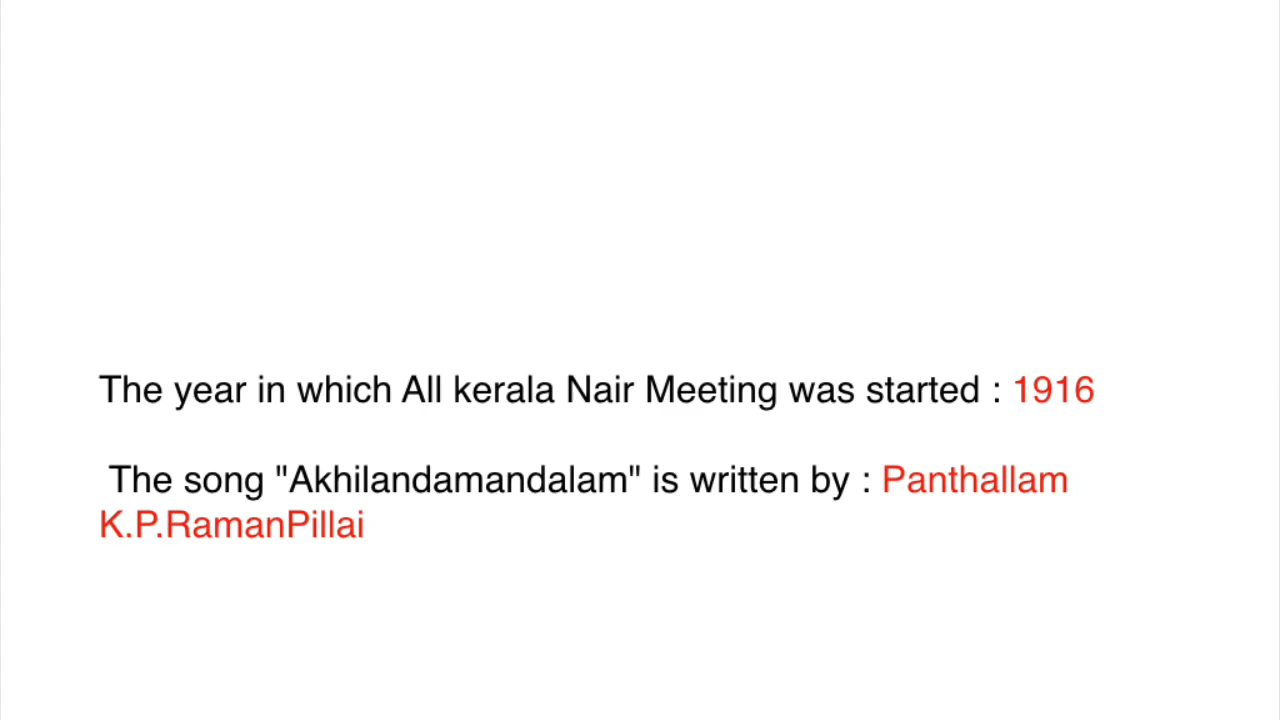 The year in which All kerala Nair Meeting was started : 1916
The song "Akhilandamandalam" is written by : Panthallam
K.P.RamanPillai